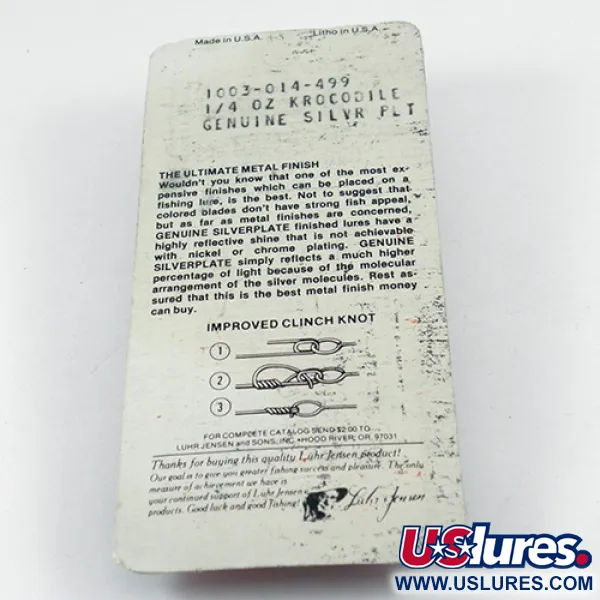 Made in U.S.A. Litho in U.S.A.
1003-014-499
1/4 OZ KROCODILE
GENUINE SILVR PLT
THE ULTIMATE METAL FINISH
Wouldn't you know that one of the most ex-
pensive finishes which can be placed on a
fishing lure, is the best. Not to suggest that
colored blades don't have strong fish appeal,
but as far as metal finishes are concerned,
GENUINE SILVERPLATE finished lures have a
highly reflective shine that is not achievable
with nickel or chrome plating. GENUINE
SILVERPLATE simply reflects a much higher
percentage of light because of the molecular
arrangement of the silver molecules. Rest as-
sured that this is the best metal finish money
can buy.
IMPROVED CLINCH KNOT
1
2
3
FOR COMPLETE CATALOG SEND $2.00 TO
LUHR JENSEN and SONS, INC. • HOOD RIVER, OR. 97031
Thanks for buying this quality Luhr Jensen product!
Our goal is to give you greater fishing success and pleasure. The only
measure of achievement we have is
your continued support of Luhr Jensen
products. Good luck and good fishing!
Luhr Jensen
USlures.
WWW.USLURES.COM